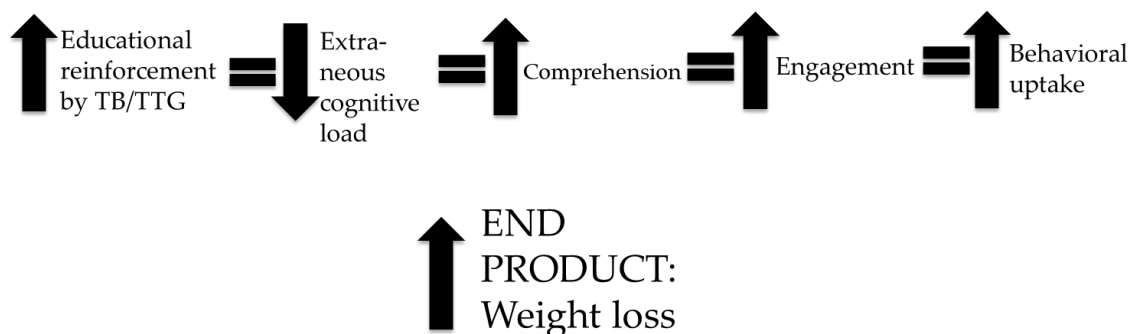 Educational
reinforcement
by TB/TTG
Extra-
neous
cognitive
load
Comprehension
Engagement
Behavioral
uptake
END
PRODUCT:
Weight loss